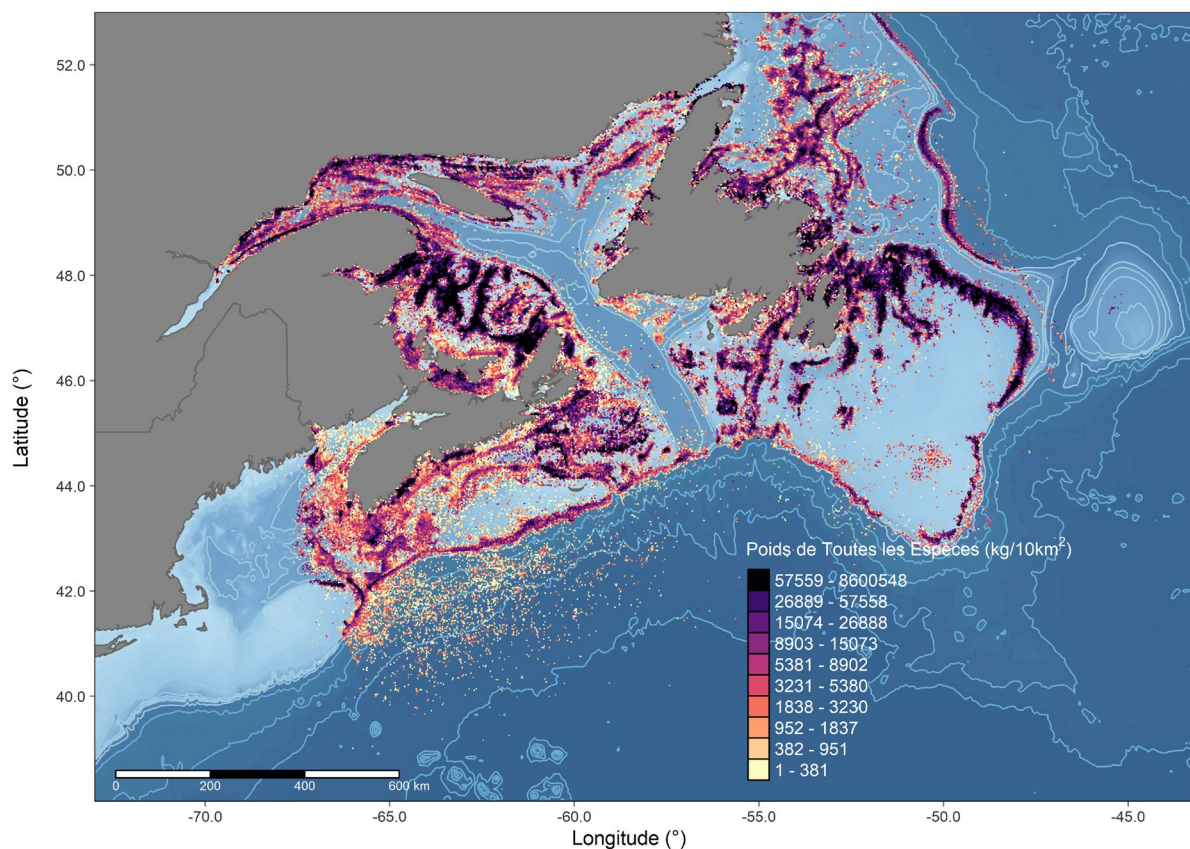 52.0
50.0
48.0
46.0
44.0
42.0
40.0
Latitude (°)
Poids de Toutes les Espèces (kg/10km²)
57559 - 8600548
26889 - 57558
15074 - 26888
8903 - 15073
5381 - 8902
3231 - 5380
1838 - 3230
952 - 1837
382 - 951
1 - 381
0 200 400 600 km
-70.0 -65.0 -60.0 -55.0 -50.0 -45.0
Longitude (°)